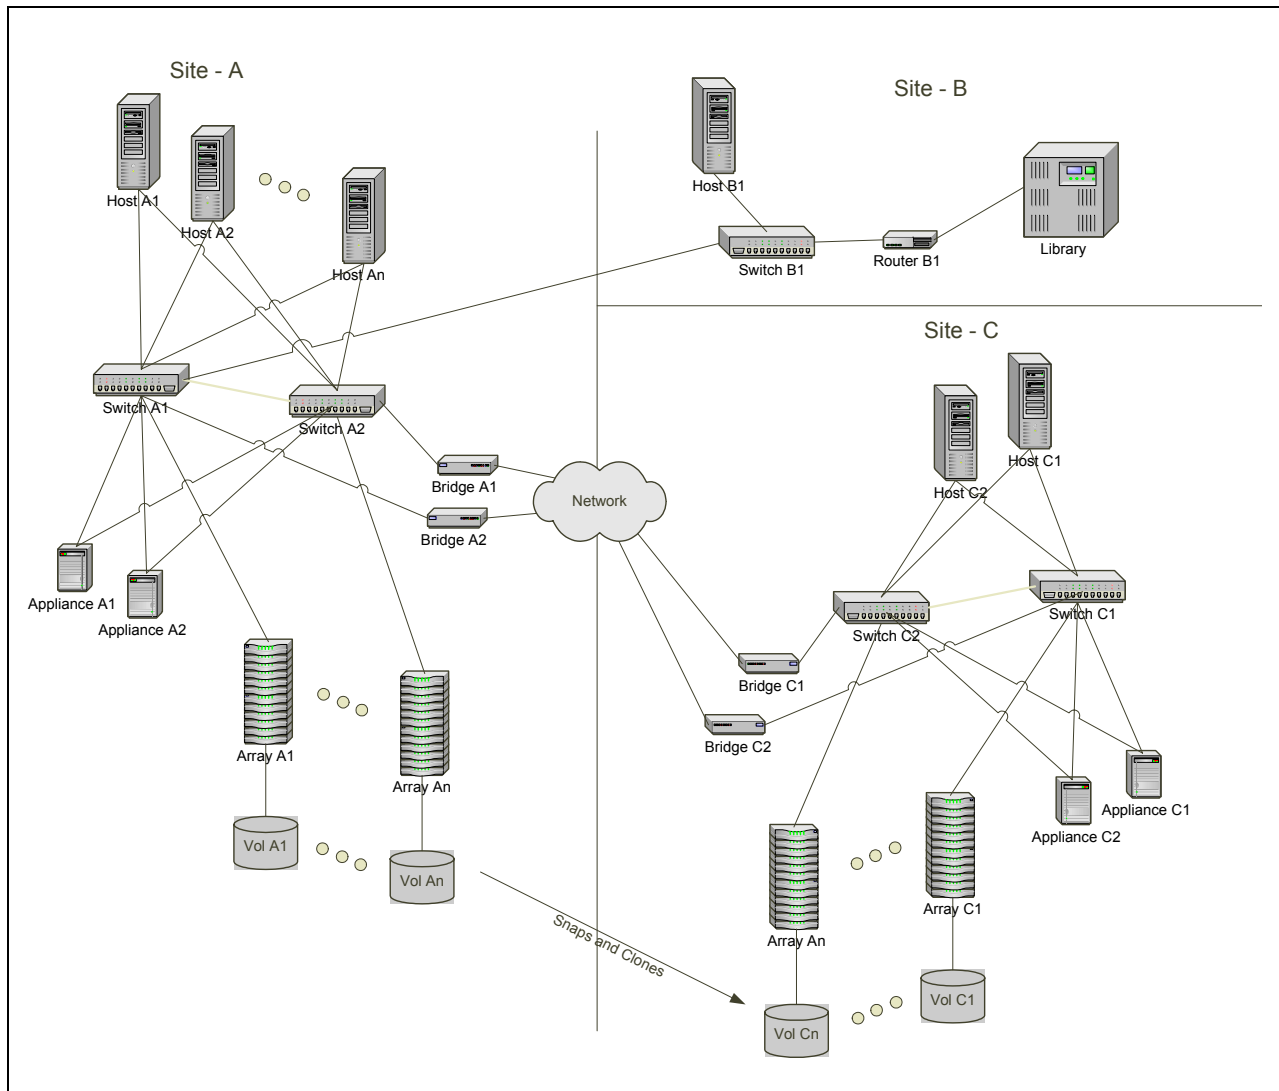 Site - A
Host A1
Host A2
Host An
Switch A1
Switch A2
Bridge A1
Bridge A2
Appliance A1
Appliance A2
Array A1
Array An
Vol A1
Vol An
Network
Snaps and Clones
Site - B
Host B1
Switch B1
Router B1
Library
Site - C
Host C1
Host C2
Switch C1
Switch C2
Bridge C1
Bridge C2
Appliance C1
Appliance C2
Array C1
Array An
Vol C1
Vol Cn